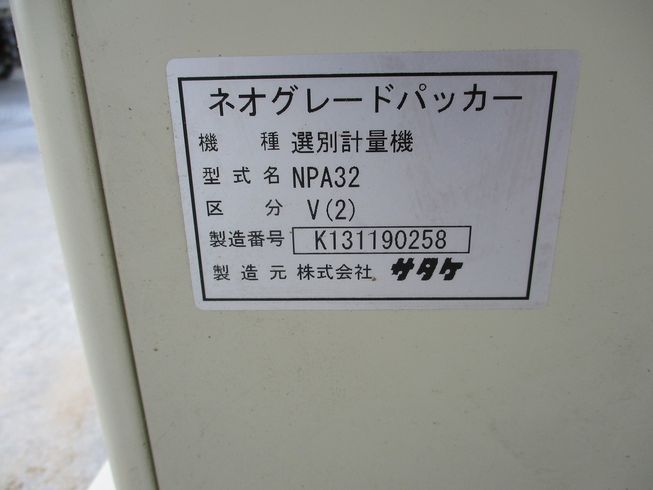 ネオグレードパッカー
機種 選別計量機
型式名 NPA32
区分 V(2)
製造番号 K131190258
製造元 株式会社 サタケ